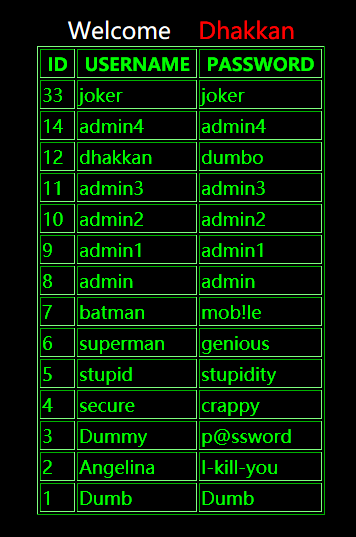 Welcome Dhakkan
ID USERNAME PASSWORD
33 joker joker
14 admin4 admin4
12 dhakkan dumbo
11 admin3 admin3
10 admin2 admin2
9 admin1 admin1
8 admin admin
7 batman mob!le
6 superman genious
5 stupid stupidity
4 secure crappy
3 Dummy p@ssword
2 Angelina I-kill-you
1 Dumb Dumb